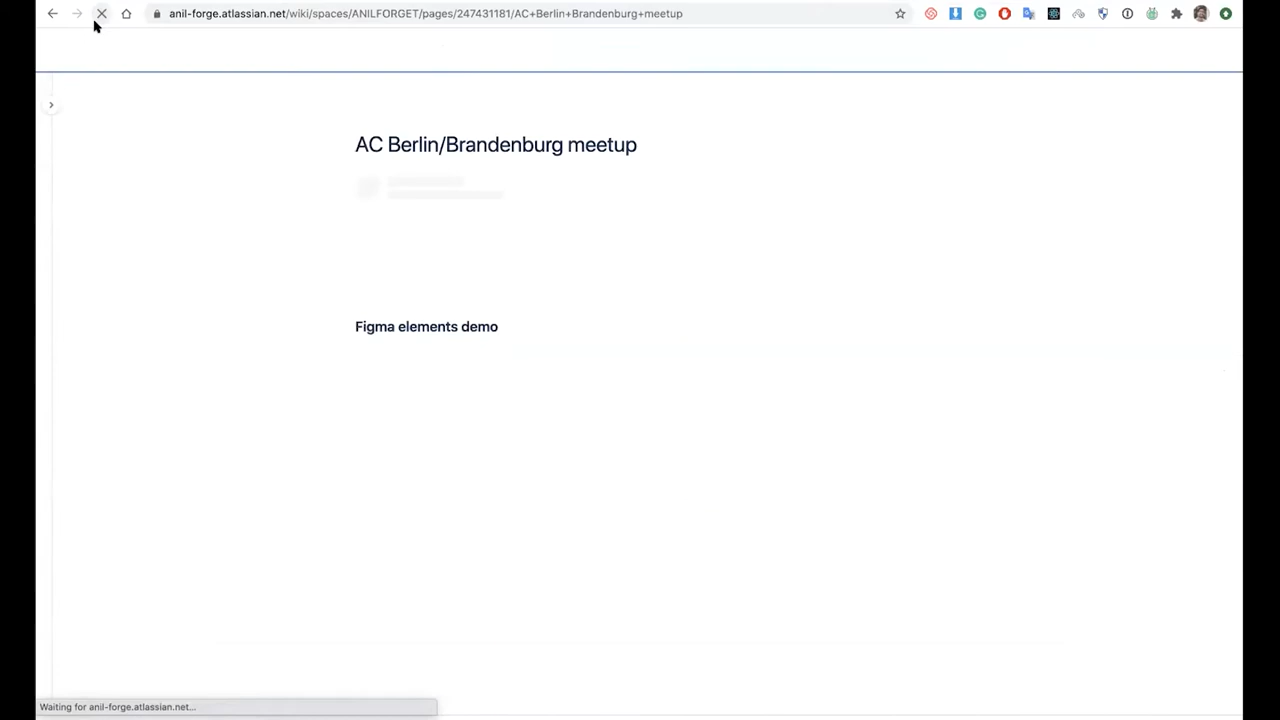 anil-forge.atlassian.net/wiki/spaces/ANILFORGET/pages/247431181/AC+Berlin+Brandenburg+meetup
AC Berlin/Brandenburg meetup
Figma elements demo
Waiting for anil-forge.atlassian.net...